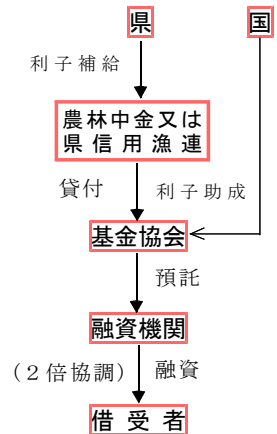 県
国
利子補給
農林中金又は
県信用漁連
貸付
利子助成
基金協会
預託
融資機関
（２倍協調）
融資
借受者